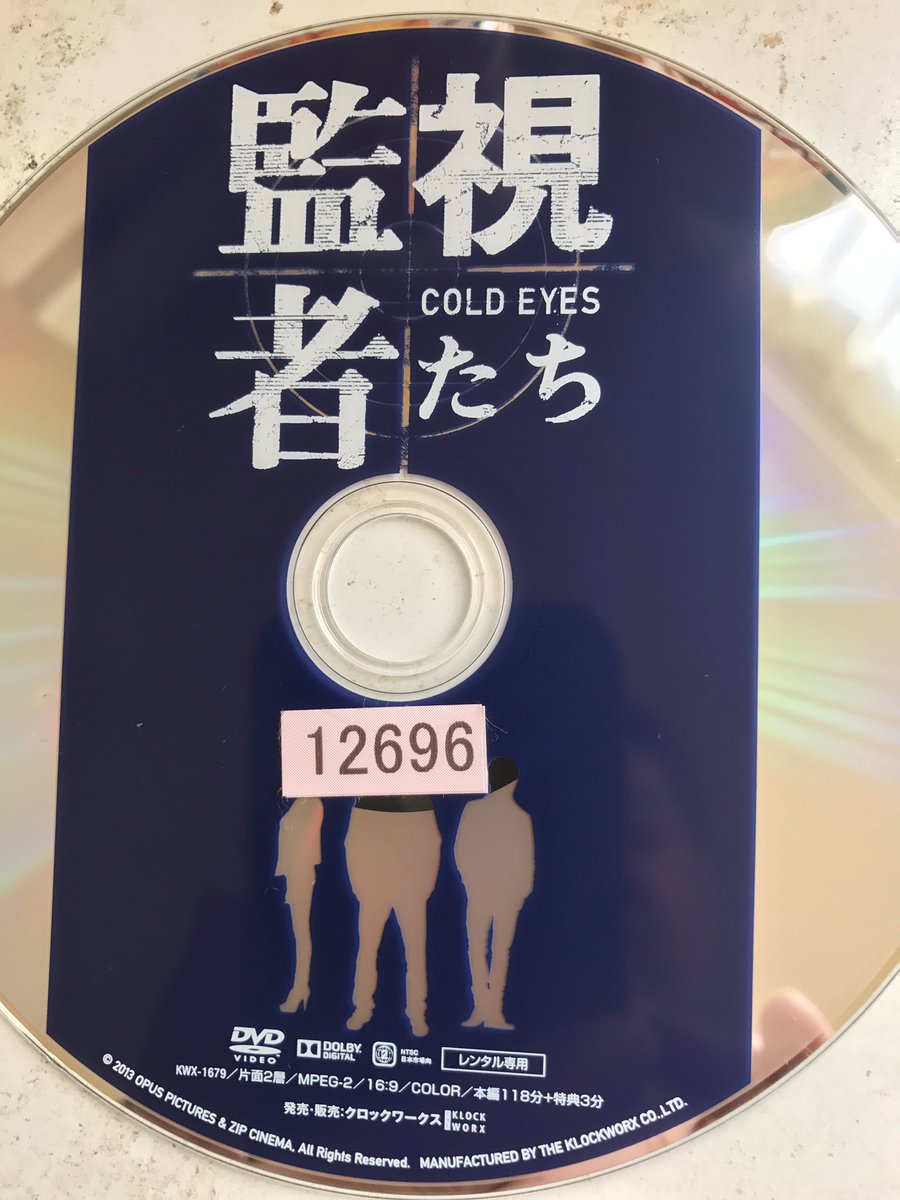 監視
者たち
COLD EYES
12696
DVD
VIDEO
DOLBY
DIGITAL
2
NTSC
日本市場向
レンタル専用
KWX-1679/片面2層/MPEG-2/16:9/COLOR/本編118分+特典3分
発売・販売:クロックワークス KLOCK WORX
© 2013 OPUS PICTURES & ZIP CINEMA. All Rights Reserved. MANUFACTURED BY THE KLOCKWORX CO.,LTD.